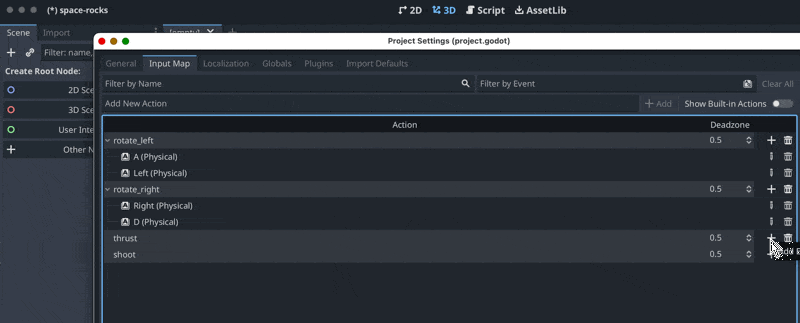 (*) space-rocks
2D 3D Script AssetLib
Scene Import
Filter: name,
Create Root Node:
2D Sce
3D Sce
User Inte
Other N
Project Settings (project.godot)
General Input Map Localization Globals Plugins Import Defaults
Filter by Name Filter by Event Clear All
Add New Action + Add Show Built-in Actions
Action Deadzone
rotate_left 0.5
A (Physical)
Left (Physical)
rotate_right 0.5
Right (Physical)
D (Physical)
thrust 0.5
shoot 0.5